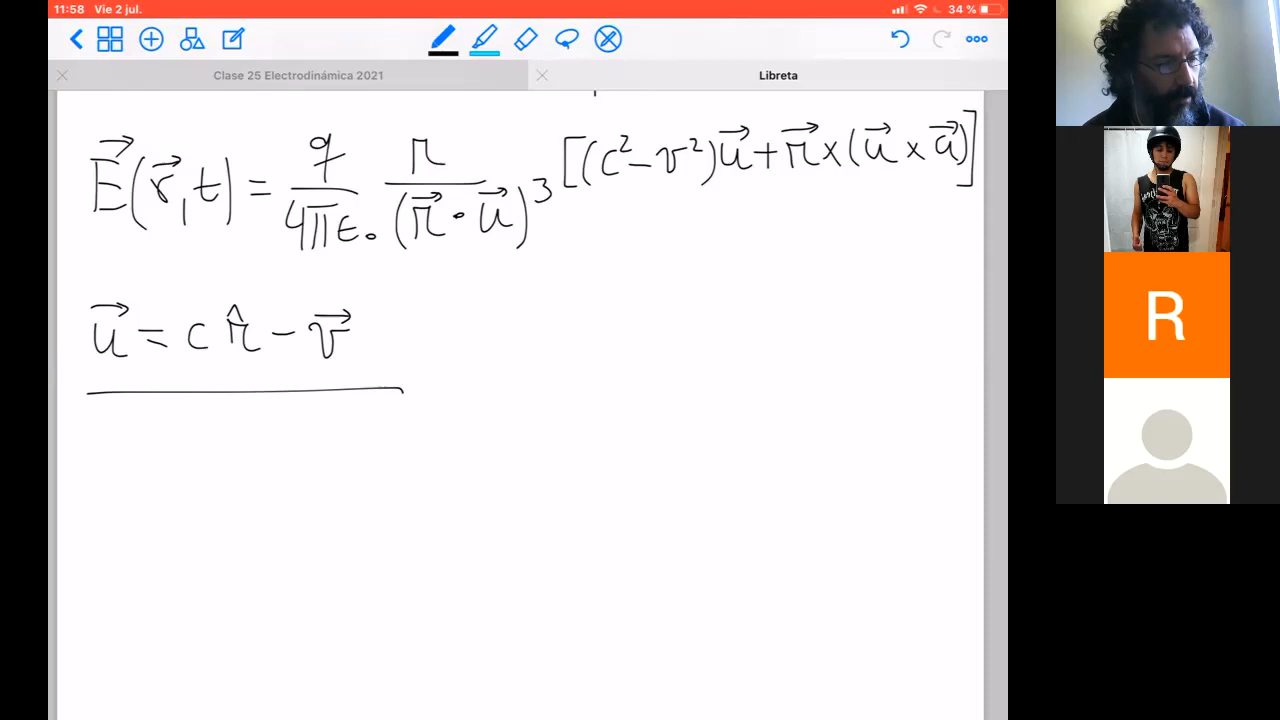 11:58 Vie 2 jul. 34 %
Clase 25 Electrodinámica 2021 Libreta
E⃗(r⃗,t) = q/4πε₀ 𝓇/(𝓇⃗ · u⃗)³ [(c² − v²)u⃗ + 𝓇⃗ × (u⃗ × a⃗)]
u⃗ = c 𝓇̂ − v⃗
R